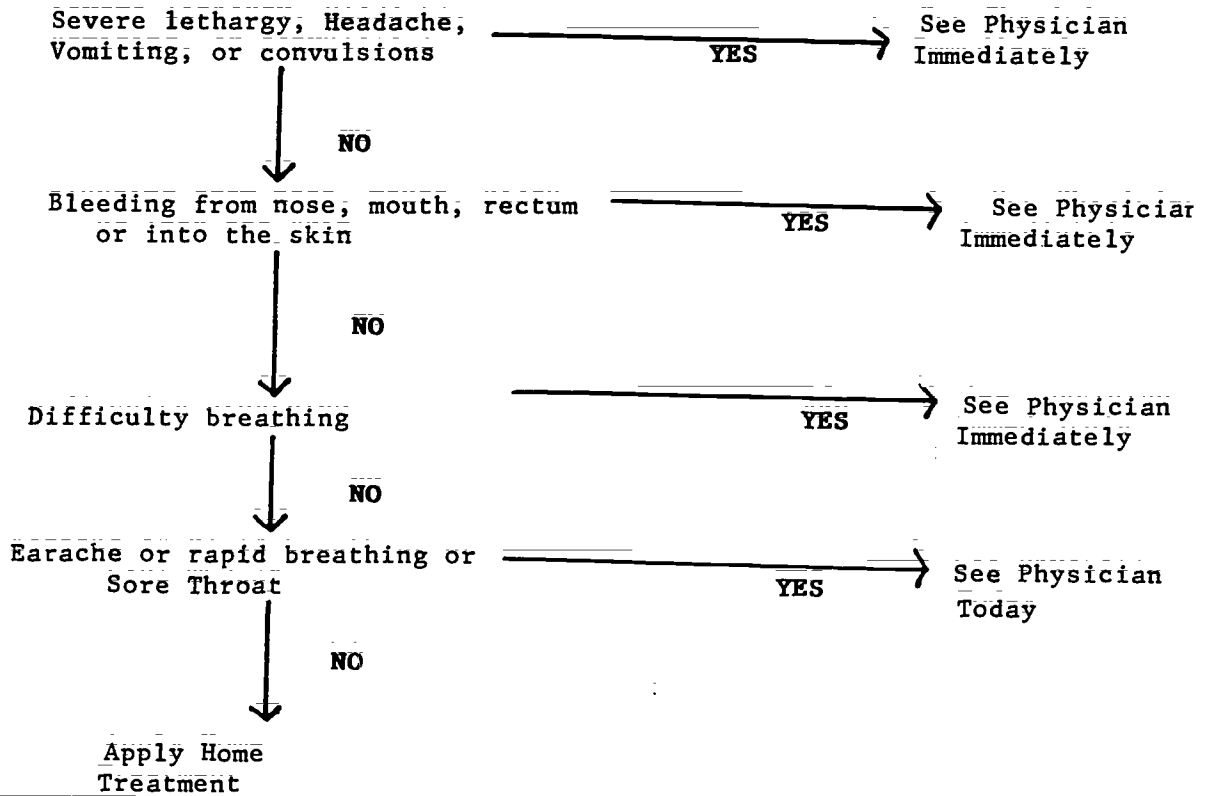 Severe lethargy, Headache,
Vomiting, or convulsions
YES
See Physician
Immediately
NO
Bleeding from nose, mouth, rectum
or into the skin
YES
See Physician
Immediately
NO
Difficulty breathing
YES
See Physician
Immediately
NO
Earache or rapid breathing or
Sore Throat
YES
See Physician
Today
NO
Apply Home
Treatment